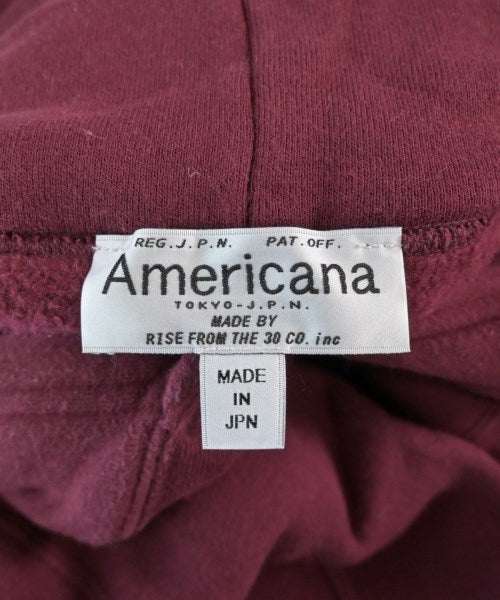 REG.J.P.N. PAT.OFF.
Americana
TOKYO-J.P.N.
MADE BY
RISE FROM THE 30 CO. inc
MADE
IN
JPN